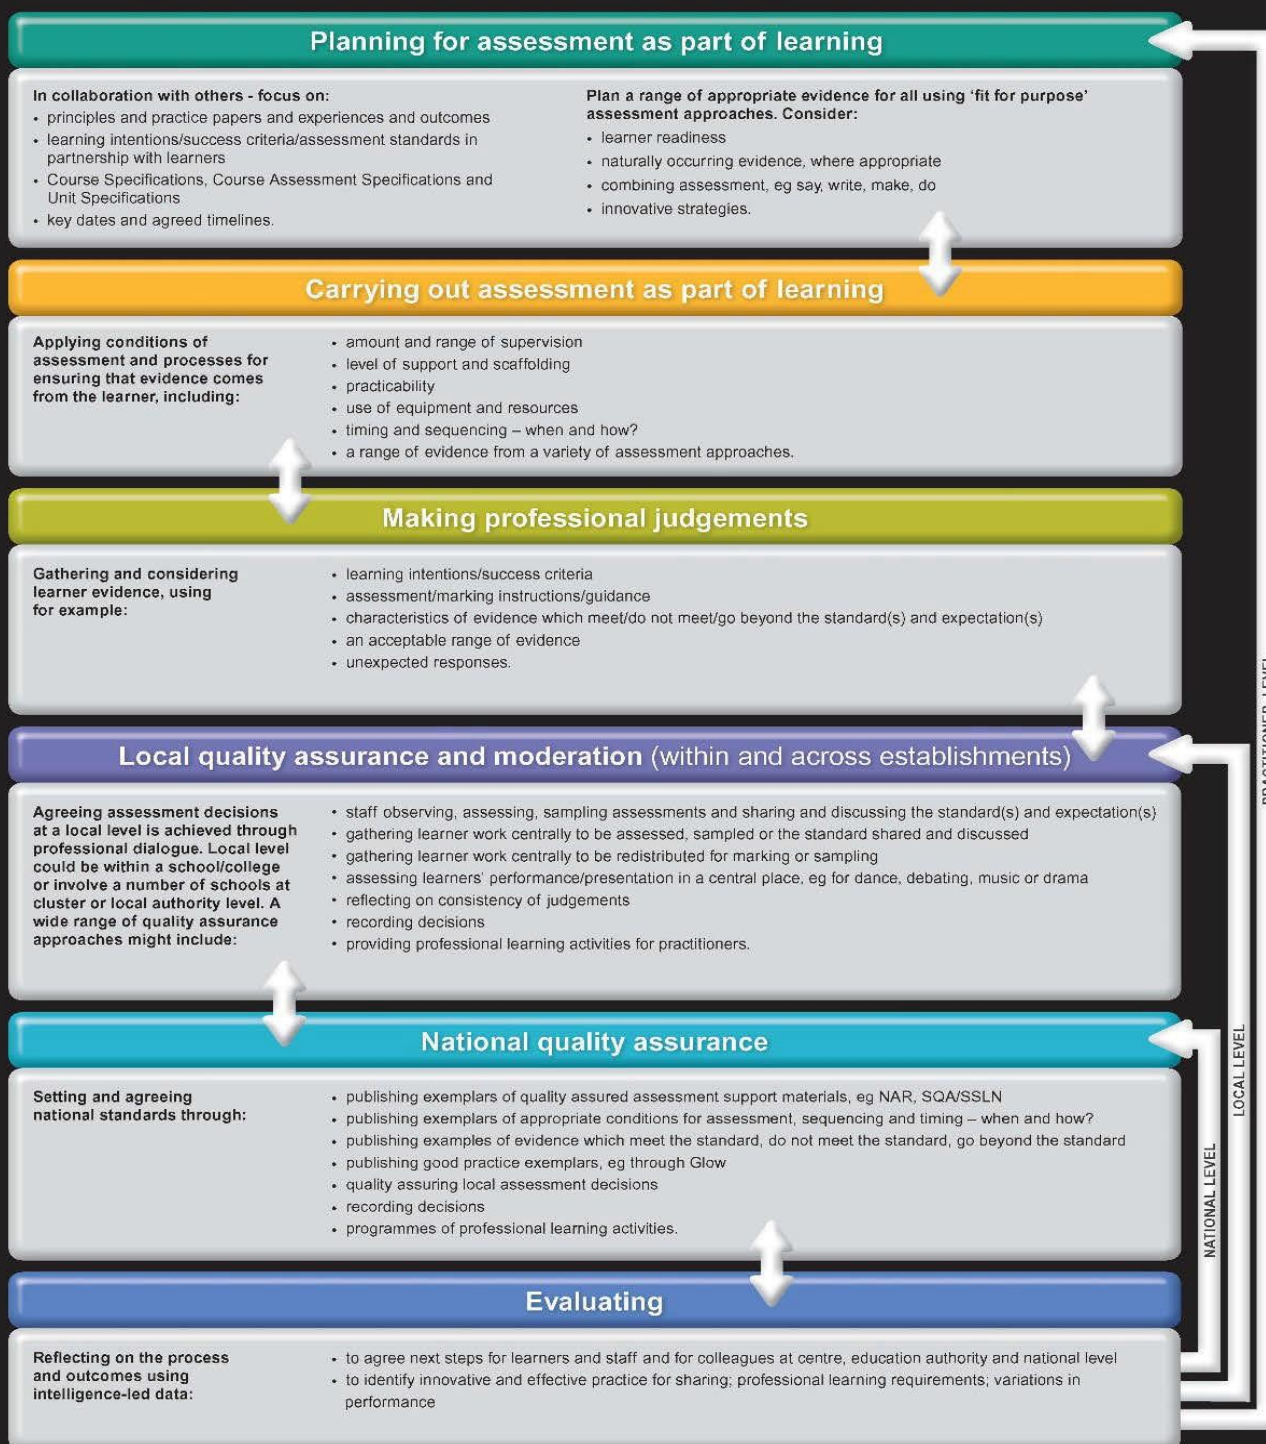 Planning for assessment as part of learning
In collaboration with others - focus on:
• principles and practice papers and experiences and outcomes
• learning intentions/success criteria/assessment standards in
partnership with learners
• Course Specifications, Course Assessment Specifications and
Unit Specifications
• key dates and agreed timelines.
Plan a range of appropriate evidence for all using ‘fit for purpose’
assessment approaches. Consider:
• learner readiness
• naturally occurring evidence, where appropriate
• combining assessment, eg say, write, make, do
• innovative strategies.
Carrying out assessment as part of learning
Applying conditions of
assessment and processes for
ensuring that evidence comes
from the learner, including:
• amount and range of supervision
• level of support and scaffolding
• practicability
• use of equipment and resources
• timing and sequencing – when and how?
• a range of evidence from a variety of assessment approaches.
Making professional judgements
Gathering and considering
learner evidence, using
for example:
• learning intentions/success criteria
• assessment/marking instructions/guidance
• characteristics of evidence which meet/do not meet/go beyond the standard(s) and expectation(s)
• an acceptable range of evidence
• unexpected responses.
Local quality assurance and moderation (within and across establishments)
Agreeing assessment decisions
at a local level is achieved through
professional dialogue. Local level
could be within a school/college
or involve a number of schools at
cluster or local authority level. A
wide range of quality assurance
approaches might include:
• staff observing, assessing, sampling assessments and sharing and discussing the standard(s) and expectation(s)
• gathering learner work centrally to be assessed, sampled or the standard shared and discussed
• gathering learner work centrally to be redistributed for marking or sampling
• assessing learners’ performance/presentation in a central place, eg for dance, debating, music or drama
• reflecting on consistency of judgements
• recording decisions
• providing professional learning activities for practitioners.
National quality assurance
Setting and agreeing
national standards through:
• publishing exemplars of quality assured assessment support materials, eg NAR, SQA/SSLN
• publishing exemplars of appropriate conditions for assessment, sequencing and timing – when and how?
• publishing examples of evidence which meet the standard, do not meet the standard, go beyond the standard
• publishing good practice exemplars, eg through Glow
• quality assuring local assessment decisions
• recording decisions
• programmes of professional learning activities.
Evaluating
Reflecting on the process
and outcomes using
intelligence-led data:
• to agree next steps for learners and staff and for colleagues at centre, education authority and national level
• to identify innovative and effective practice for sharing; professional learning requirements; variations in
performance
NATIONAL LEVEL
LOCAL LEVEL